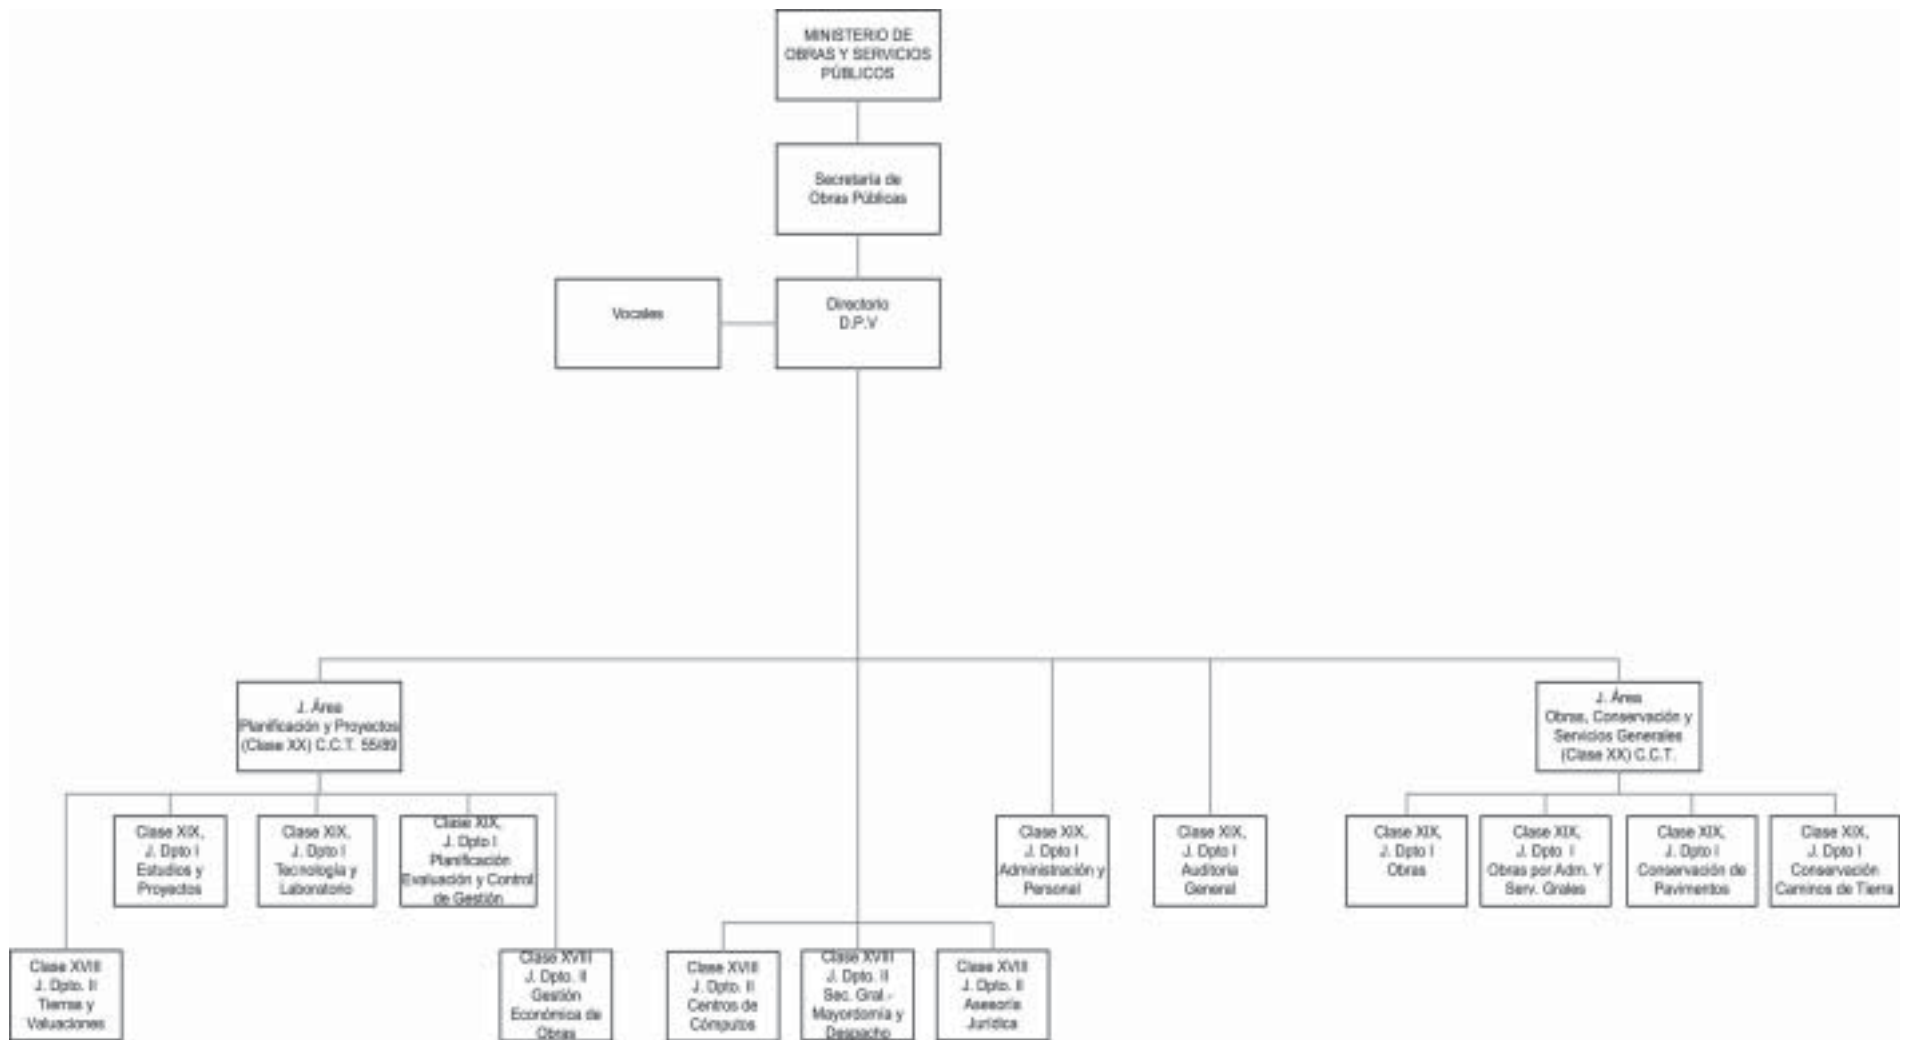 MINISTERIO DE
OBRAS Y SERVICIOS
PÚBLICOS
Secretaría de
Obras Públicas
Vocales
Directorio
D.P.V
J. Área
Planificación y Proyectos
(Clase XX) C.C.T. 55/89
J. Área
Obras, Conservación y
Servicios Generales
(Clase XX) C.C.T.
Clase XIX,
J. Dpto I
Estudios y
Proyectos
Clase XIX,
J. Dpto I
Tecnología y
Laboratorio
Clase XIX,
J. Dpto I
Planificación
Evaluación y Control
de Gestión
Clase XIX,
J. Dpto I
Administración y
Personal
Clase XIX,
J. Dpto I
Auditoria
General
Clase XIX,
J. Dpto I
Obras
Clase XIX,
J. Dpto I
Obras por Adm. Y
Serv. Grales
Clase XIX,
J. Dpto I
Conservación de
Pavimentos
Clase XIX,
J. Dpto I
Conservación
Caminos de Tierra
Clase XVIII
J. Dpto. II
Tierras y
Valuaciones
Clase XVIII
J. Dpto. II
Gestión
Económica de
Obras
Clase XVIII
J. Dpto. II
Centros de
Cómputos
Clase XVIII
J. Dpto. II
Sec. Gral.-
Mayordomía y
Despacho
Clase XVIII
J. Dpto. II
Asesoría
Jurídica